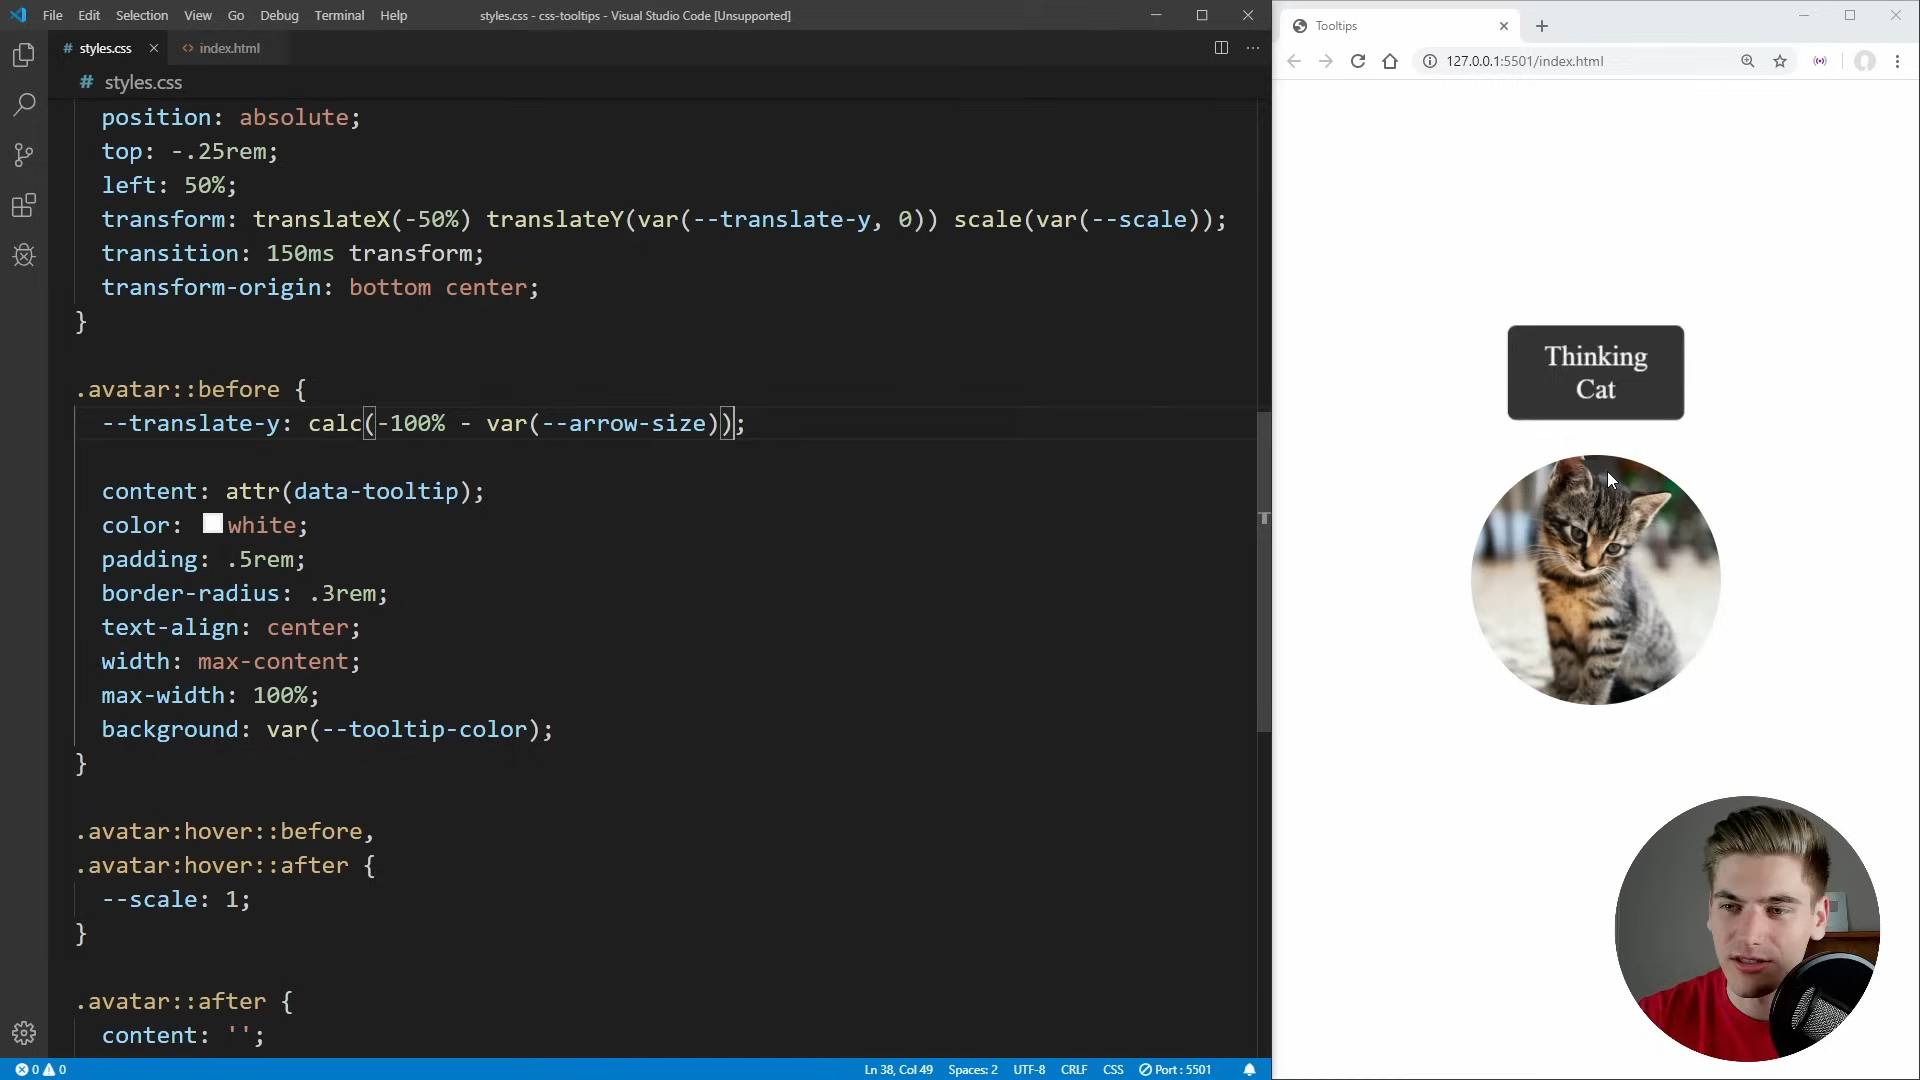 File Edit Selection View Go Debug Terminal Help
styles.css - css-tooltips - Visual Studio Code [Unsupported]
# styles.css
<> index.html
# styles.css
position: absolute;
top: -.25rem;
left: 50%;
transform: translateX(-50%) translateY(var(--translate-y, 0)) scale(var(--scale));
transition: 150ms transform;
transform-origin: bottom center;
}
.avatar::before {
--translate-y: calc(-100% - var(--arrow-size));
content: attr(data-tooltip);
color: white;
padding: .5rem;
border-radius: .3rem;
text-align: center;
width: max-content;
max-width: 100%;
background: var(--tooltip-color);
}
.avatar:hover::before,
.avatar:hover::after {
--scale: 1;
}
.avatar::after {
content: '';
0 0
Ln 38, Col 49 Spaces: 2 UTF-8 CRLF CSS Port : 5501
Tooltips
127.0.0.1:5501/index.html
Thinking
Cat